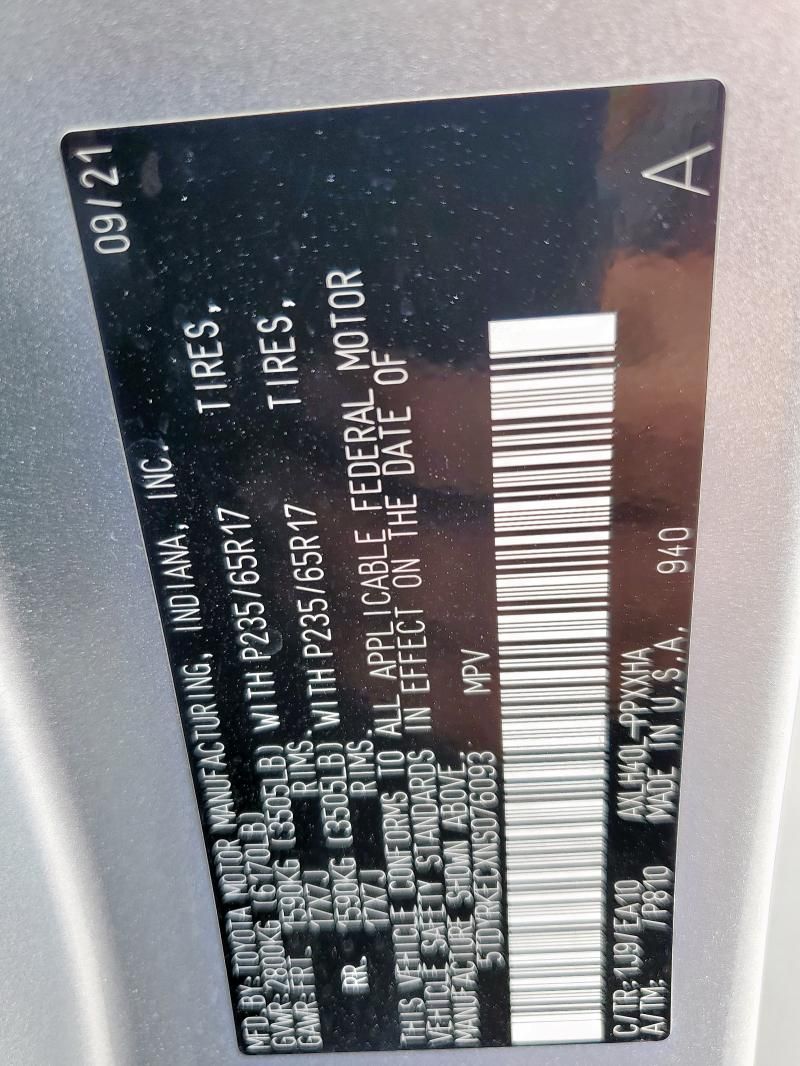 MFD BY: TOYOTA MOTOR MANUFACTURING, INDIANA, INC. 09/21
GVWR: 2800KG (6170LB)
GAWR: FRT. 1590KG (3505LB) WITH P235/65R17 TIRES,
17X7J RIMS.
RR. 1590KG (3505LB) WITH P235/65R17 TIRES,
17X7J RIMS.
THIS VEHICLE CONFORMS TO ALL APPLICABLE FEDERAL MOTOR
VEHICLE SAFETY STANDARDS IN EFFECT ON THE DATE OF
MANUFACTURE SHOWN ABOVE.
5TDYRKECXNS076093 MPV
C/TR: 1J9/EA10 AXLH40L-PPXXHA
A/TM: /P810 MADE IN U.S.A. 940 A